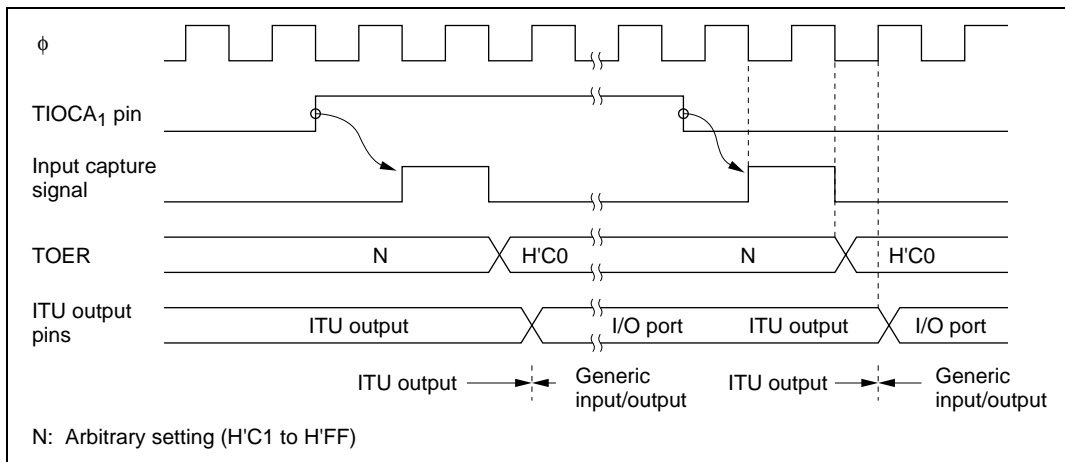 ϕ
TIOCA1 pin
Input capture
signal
TOER
N
H'C0
N
H'C0
ITU output
pins
ITU output
I/O port
ITU output
I/O port
ITU output
Generic
input/output
ITU output
Generic
input/output
N: Arbitrary setting (H'C1 to H'FF)